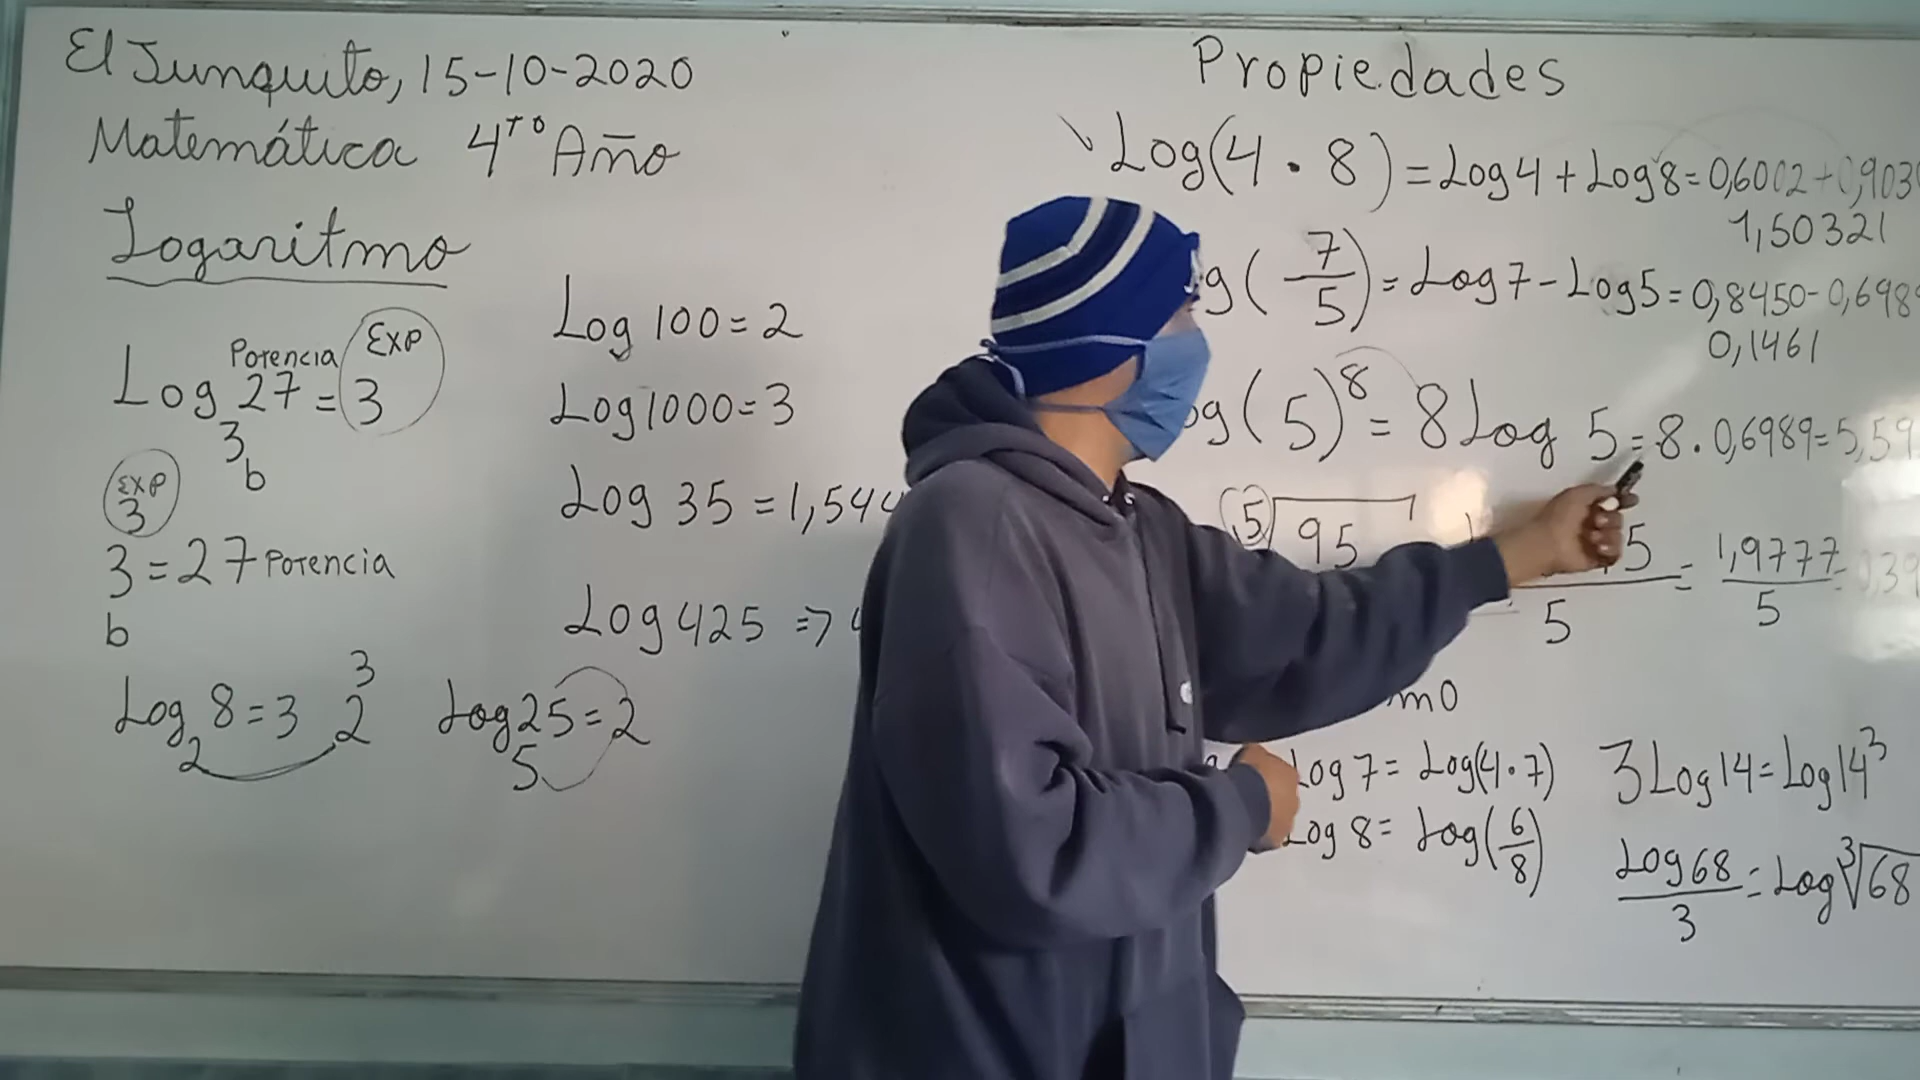 El Junquito, 15-10-2020
Matemática 4to Año
Logaritmo
Potencia Exp
Log 27 = 3
3
b
Exp
3
3 = 27 Potencia
b
Log 8 = 3 3
2 2
Log 25 = 2
5
Log 100 = 2
Log 1000 = 3
Log 35 = 1,544
Log 425 =>
Propiedades
Log(4 · 8) = Log 4 + Log 8 = 0,6002 + 0,903
1,50321
g(7/5) = Log 7 - Log 5 = 0,8450 - 0,698
0,1461
og(5)⁸ = 8 Log 5 = 8 · 0,6989 = 5,59
⁵√95 5/5 = 1,9777/5 = 0,39
mo
Log 7 = Log(4 · 7) 3 Log 14 = Log 14³
Log 8 = Log(6/8) Log 68/3 = Log ³√68